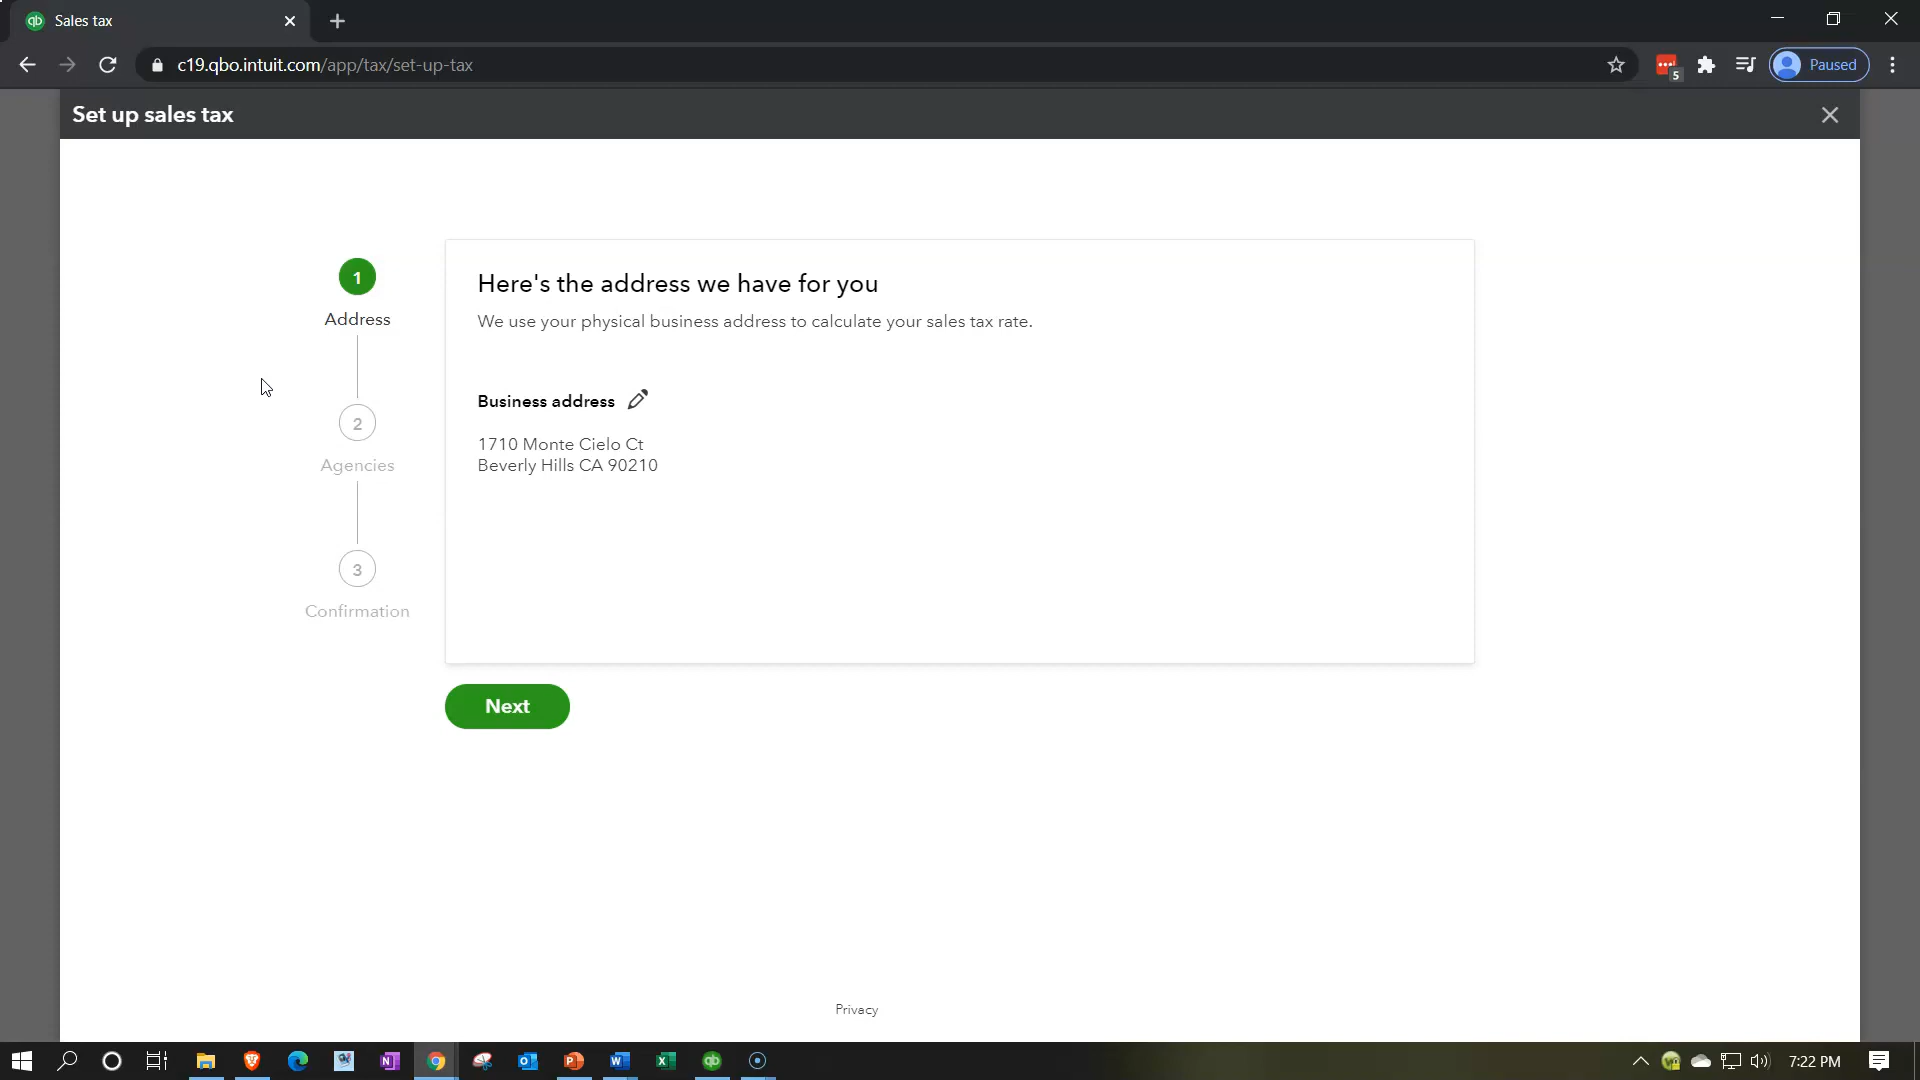 Sales tax
c19.qbo.intuit.com/app/tax/set-up-tax
5
Paused
Set up sales tax
1
Address
2
Agencies
3
Confirmation
Here's the address we have for you
We use your physical business address to calculate your sales tax rate.
Business address
1710 Monte Cielo Ct
Beverly Hills CA 90210
Next
Privacy
7:22 PM